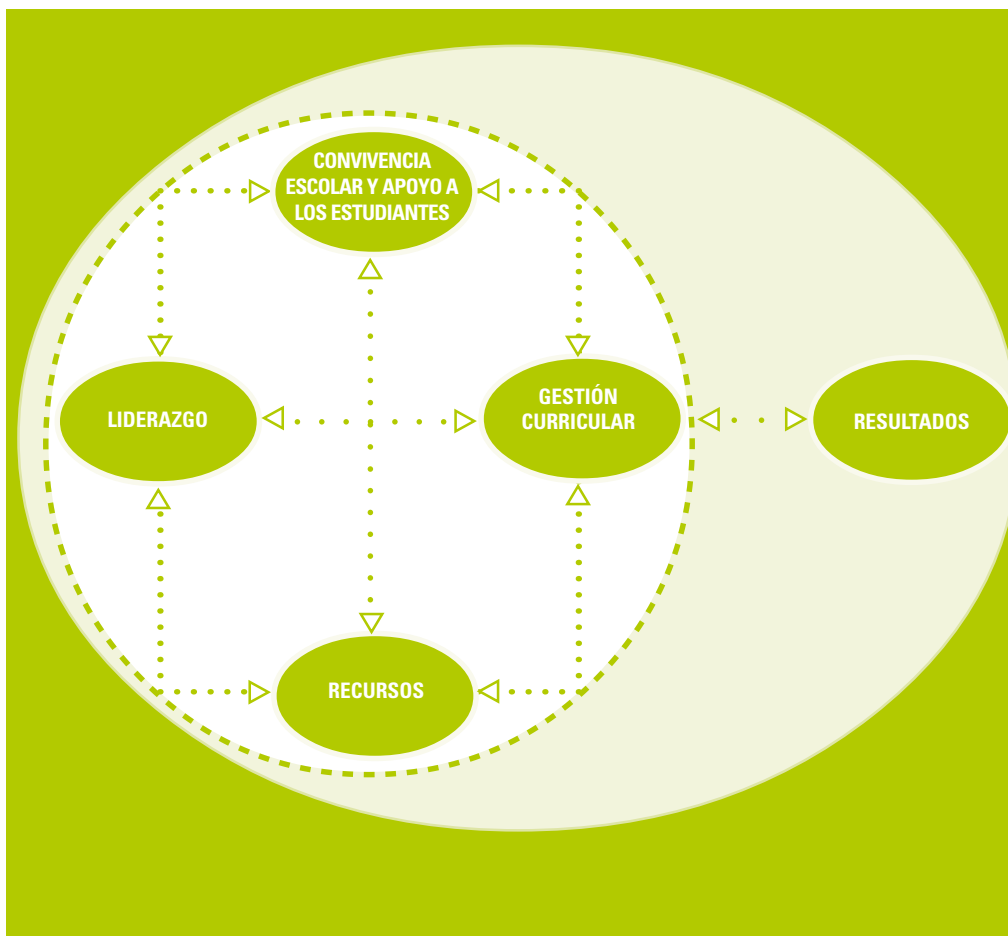 CONVIVENCIA
ESCOLAR Y APOYO A
LOS ESTUDIANTES
LIDERAZGO
GESTIÓN
CURRICULAR
RESULTADOS
RECURSOS